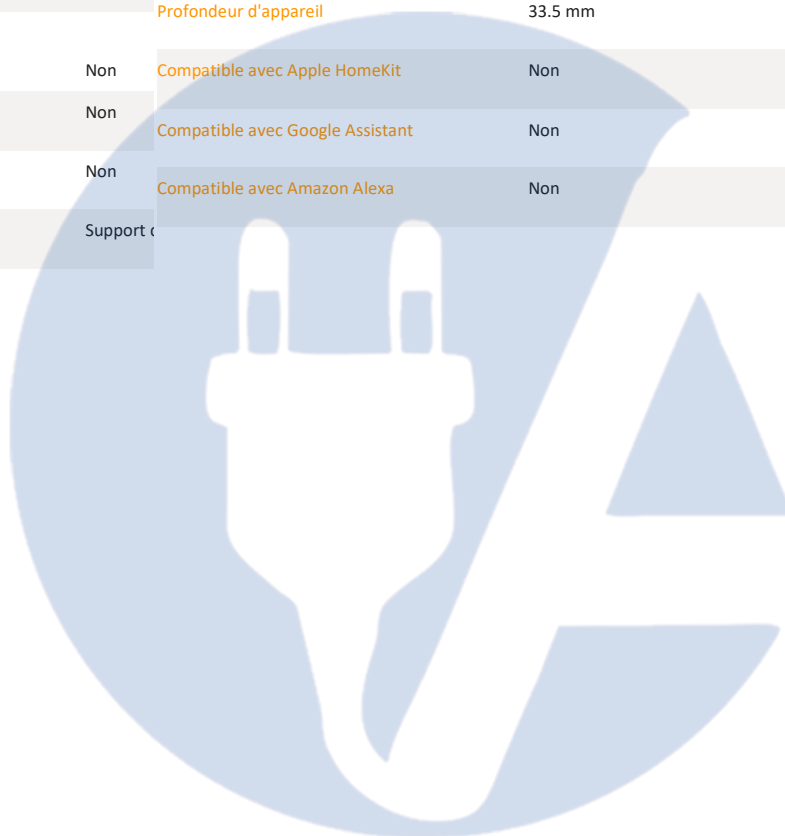 Profondeur d'appareil 33.5 mm
Non Compatible avec Apple HomeKit Non
Non
Compatible avec Google Assistant Non
Non
Compatible avec Amazon Alexa Non
Support